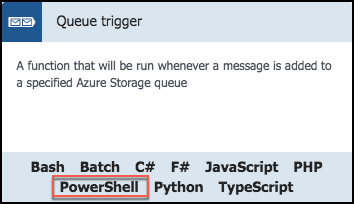 Queue trigger
A function that will be run whenever a message is added to
a specified Azure Storage queue
Bash Batch C# F# JavaScript PHP
PowerShell Python TypeScript